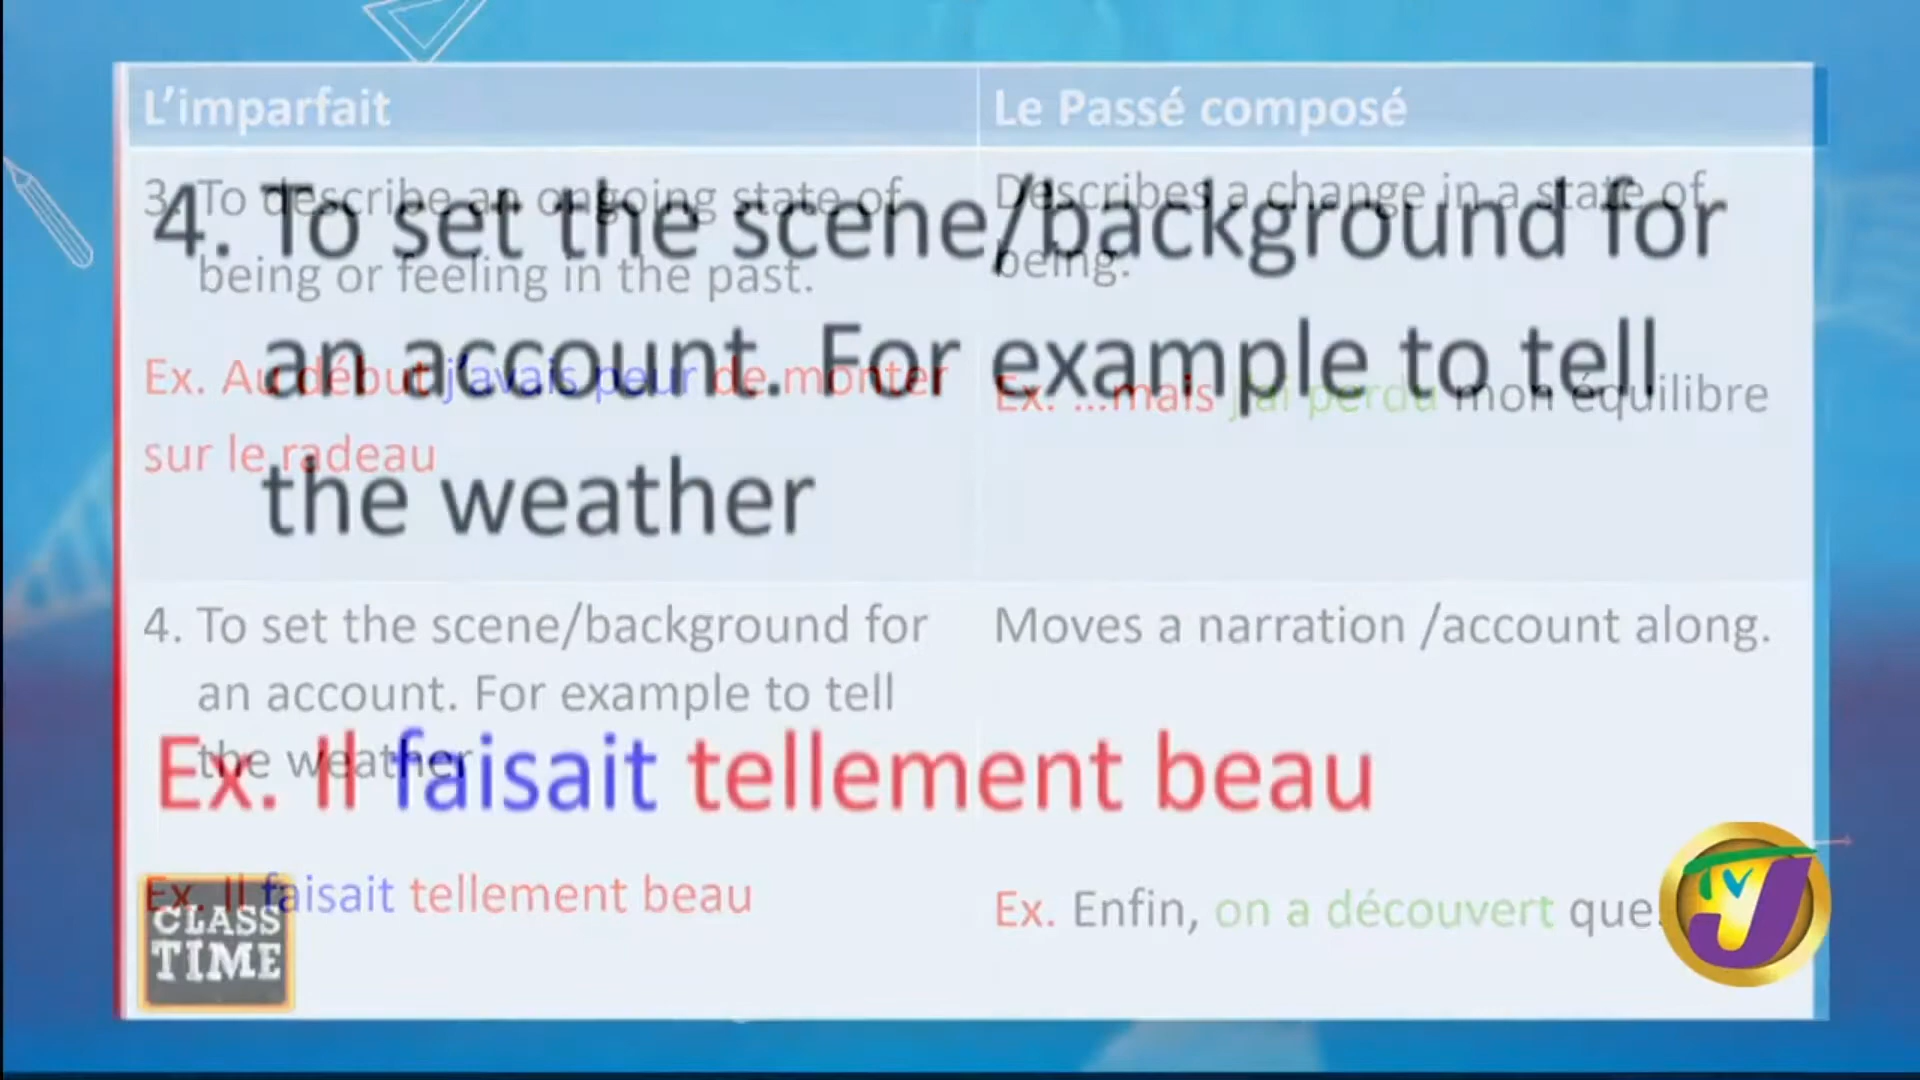 L'imparfait
Le Passé composé
3. To describe an ongoing state of
being or feeling in the past.
Ex. Au début j'avais peur de monter
sur le radeau
Describes a change in a state of
being.
Ex. ...mais j'ai perdu mon équilibre
4. To set the scene/background for
an account. For example to tell
the weather
Ex. Il faisait tellement beau
Moves a narration /account along.
Ex. Enfin, on a découvert que
4. To set the scene/background for
an account. For example to tell
the weather
Ex. Il faisait tellement beau
CLASS
TIME
TVJ